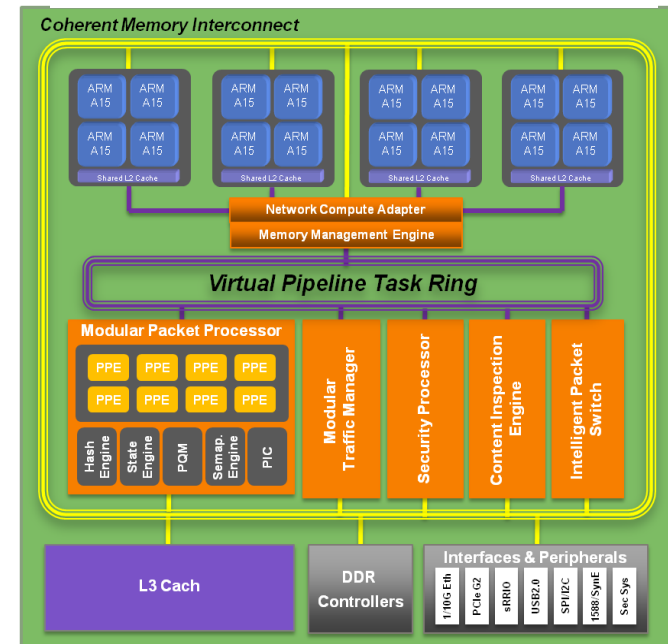 Coherent Memory Interconnect
ARM A15
ARM A15
ARM A15
ARM A15
Shared L2 Cache
ARM A15
ARM A15
ARM A15
ARM A15
Shared L2 Cache
ARM A15
ARM A15
ARM A15
ARM A15
Shared L2 Cache
ARM A15
ARM A15
ARM A15
ARM A15
Shared L2 Cache
Network Compute Adapter
Memory Management Engine
Virtual Pipeline Task Ring
Modular Packet Processor
PPE PPE PPE PPE
PPE PPE PPE PPE
Hash
Engine
State
Engine
PQM
Semap.
Engine
PIC
Modular
Traffic Manager
Security Processor
Content Inspection
Engine
Intelligent Packet
Switch
L3 Cach
DDR
Controllers
Interfaces & Peripherals
1/10G Eth
PCIe G2
sRRIO
USB2.0
SPI/I2C
1588/SynE
Sec Sys